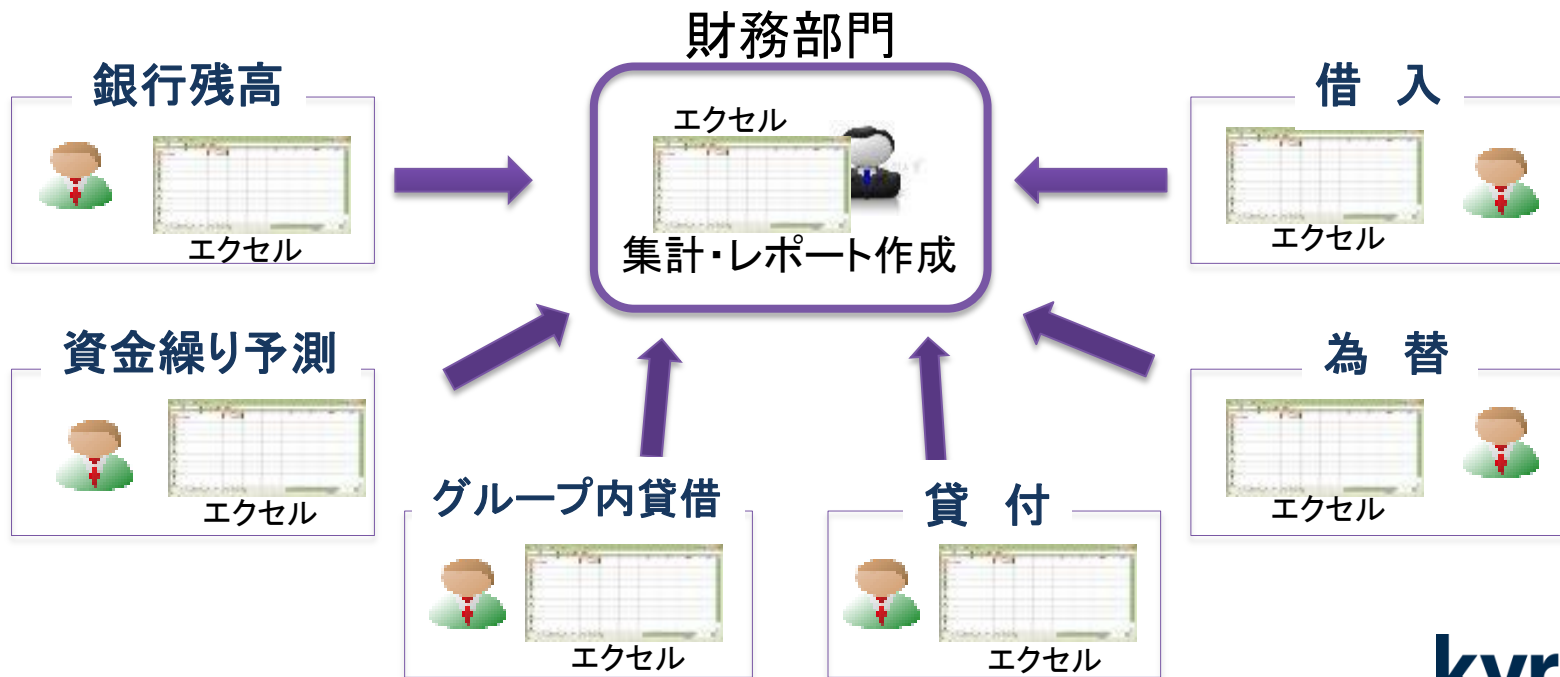 財務部門
銀行残高
エクセル
エクセル
集計・レポート作成
借 入
エクセル
資金繰り予測
エクセル
為 替
エクセル
グループ内貸借
エクセル
貸 付
エクセル